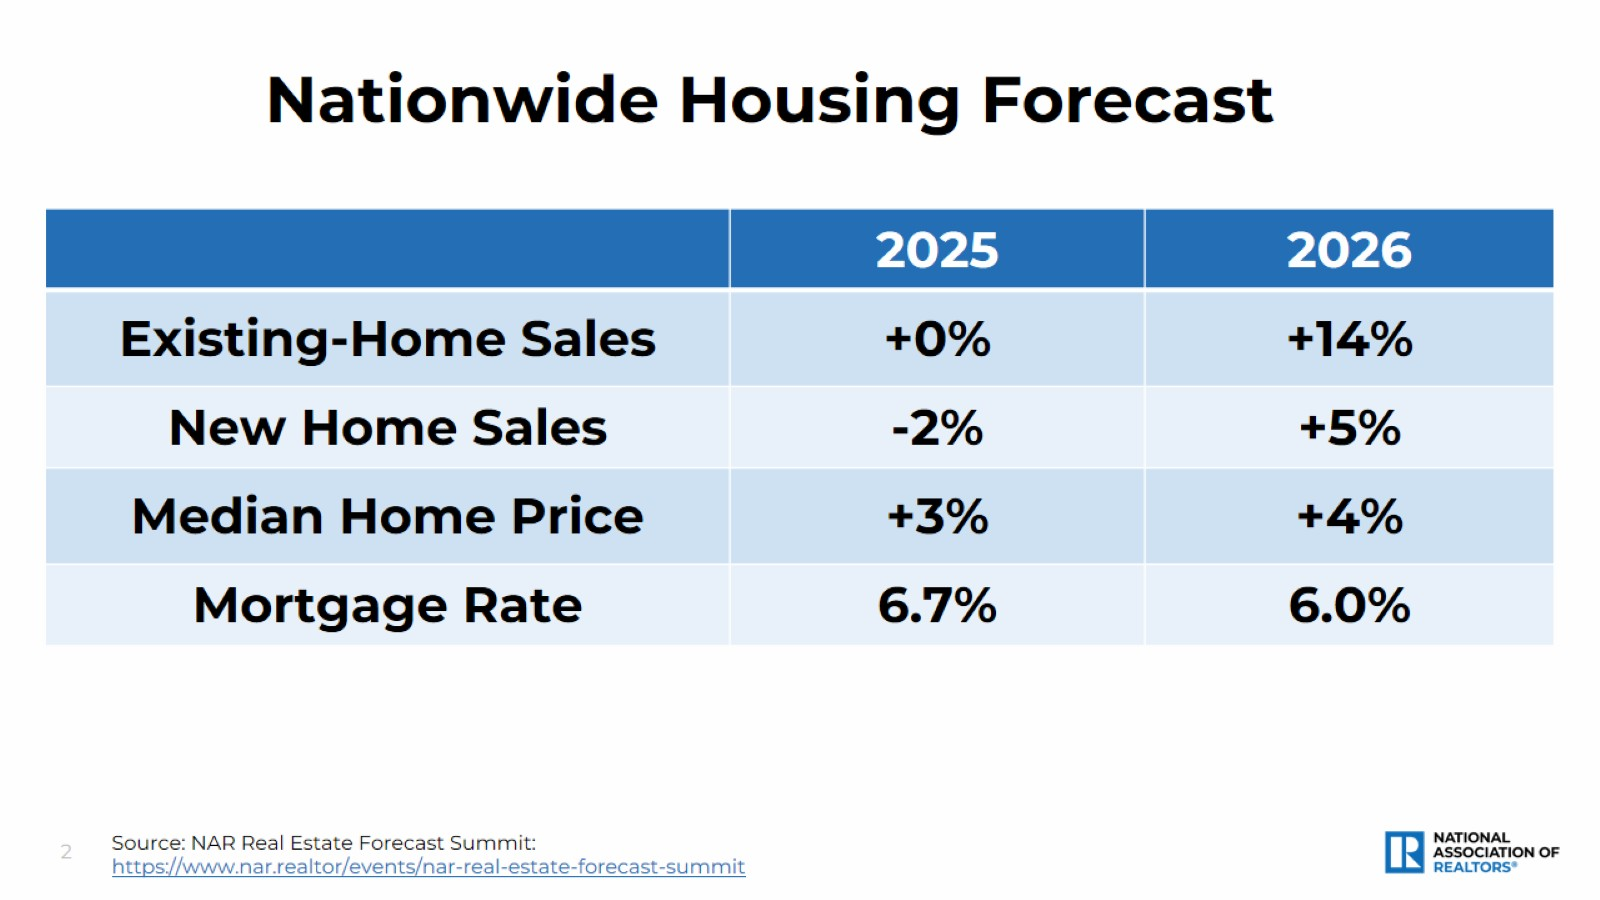 Nationwide Housing Forecast
2025 2026
Existing-Home Sales +0% +14%
New Home Sales -2% +5%
Median Home Price +3% +4%
Mortgage Rate 6.7% 6.0%
2
Source: NAR Real Estate Forecast Summit:
https://www.nar.realtor/events/nar-real-estate-forecast-summit
NATIONAL
ASSOCIATION OF
REALTORS®